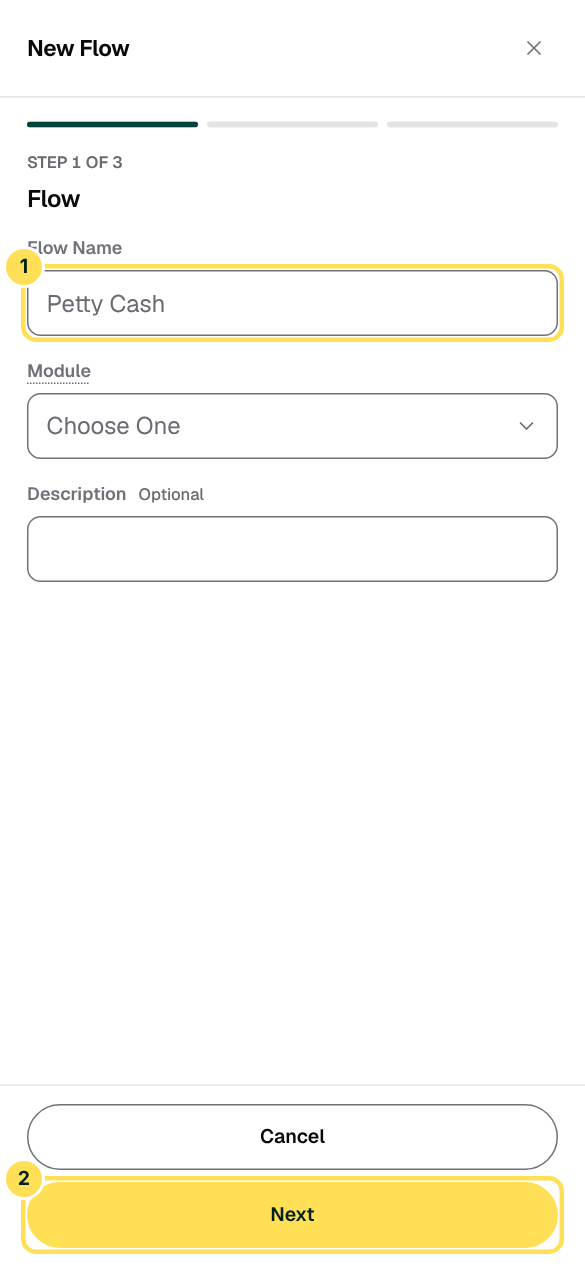 New Flow
STEP 1 OF 3
Flow
Flow Name
1
Petty Cash
Module
Choose One
Description Optional
Cancel
2
Next